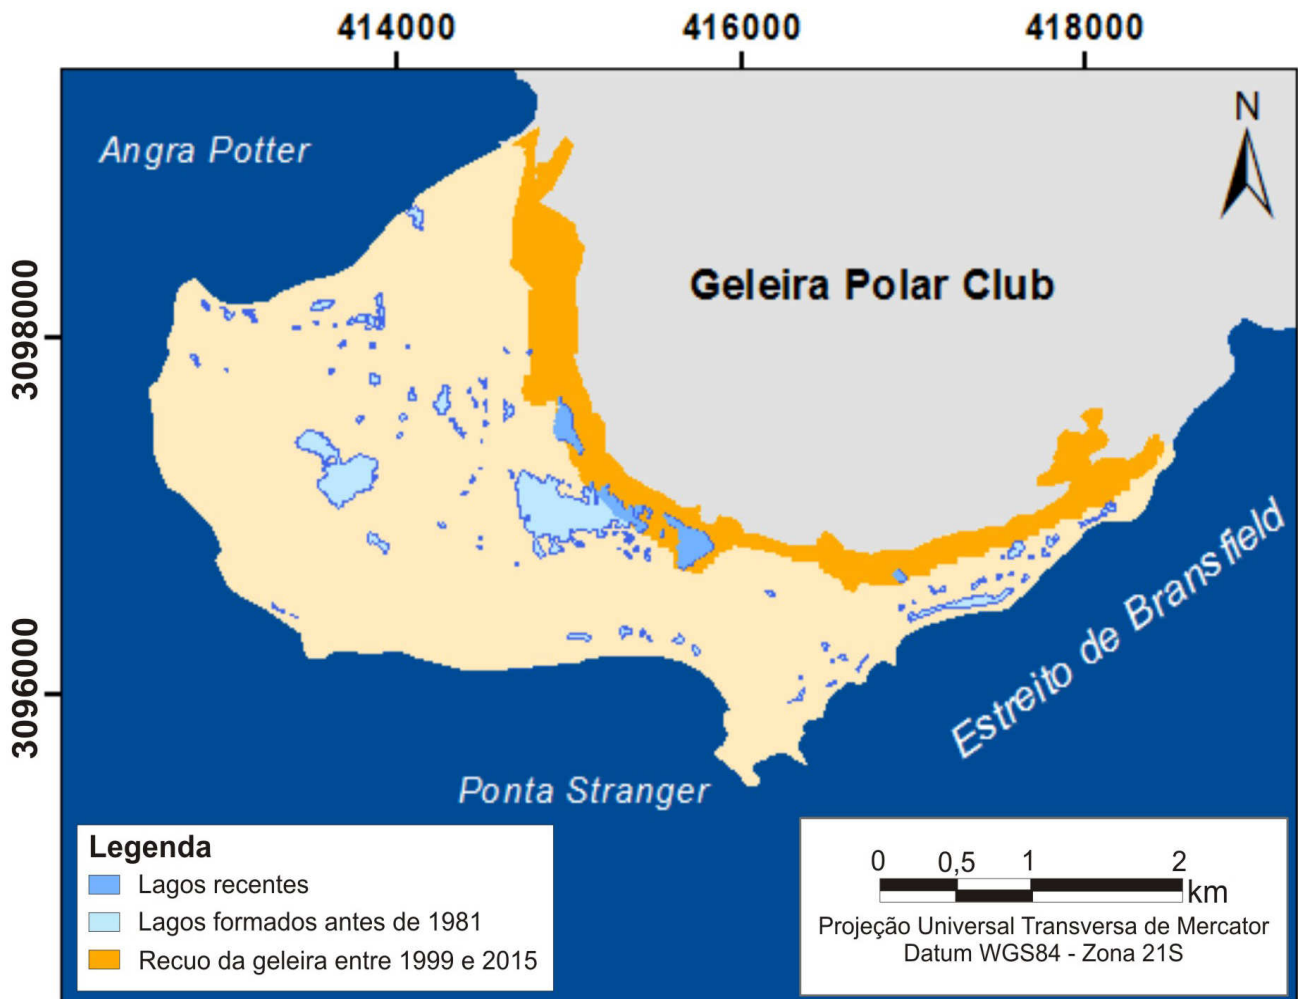 414000
416000
418000
N
Angra Potter
Geleira Polar Club
3098000
3096000
Estreito de Bransfield
Ponta Stranger
Legenda
Lagos recentes
Lagos formados antes de 1981
Recuo da geleira entre 1999 e 2015
0 0,5 1 2
km
Projeção Universal Transversa de Mercator
Datum WGS84 - Zona 21S